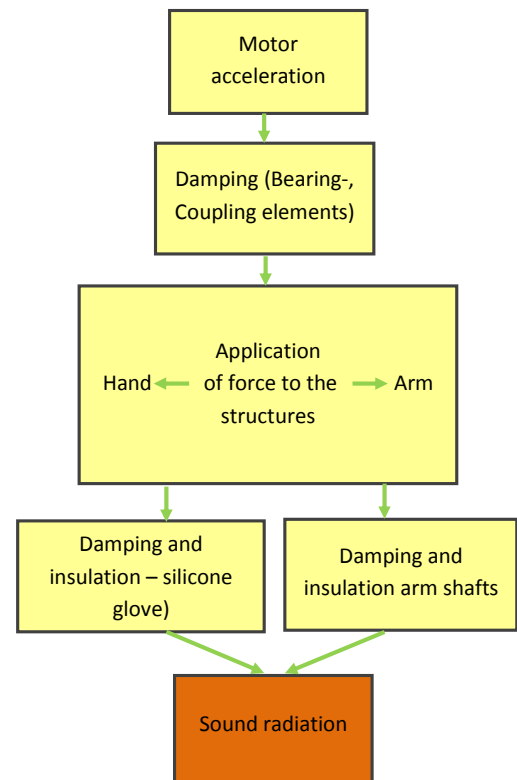 Motor
acceleration
Damping (Bearing-,
Coupling elements)
Application
Hand of force to the Arm
structures
Damping and
insulation – silicone
glove)
Damping and
insulation arm shafts
Sound radiation